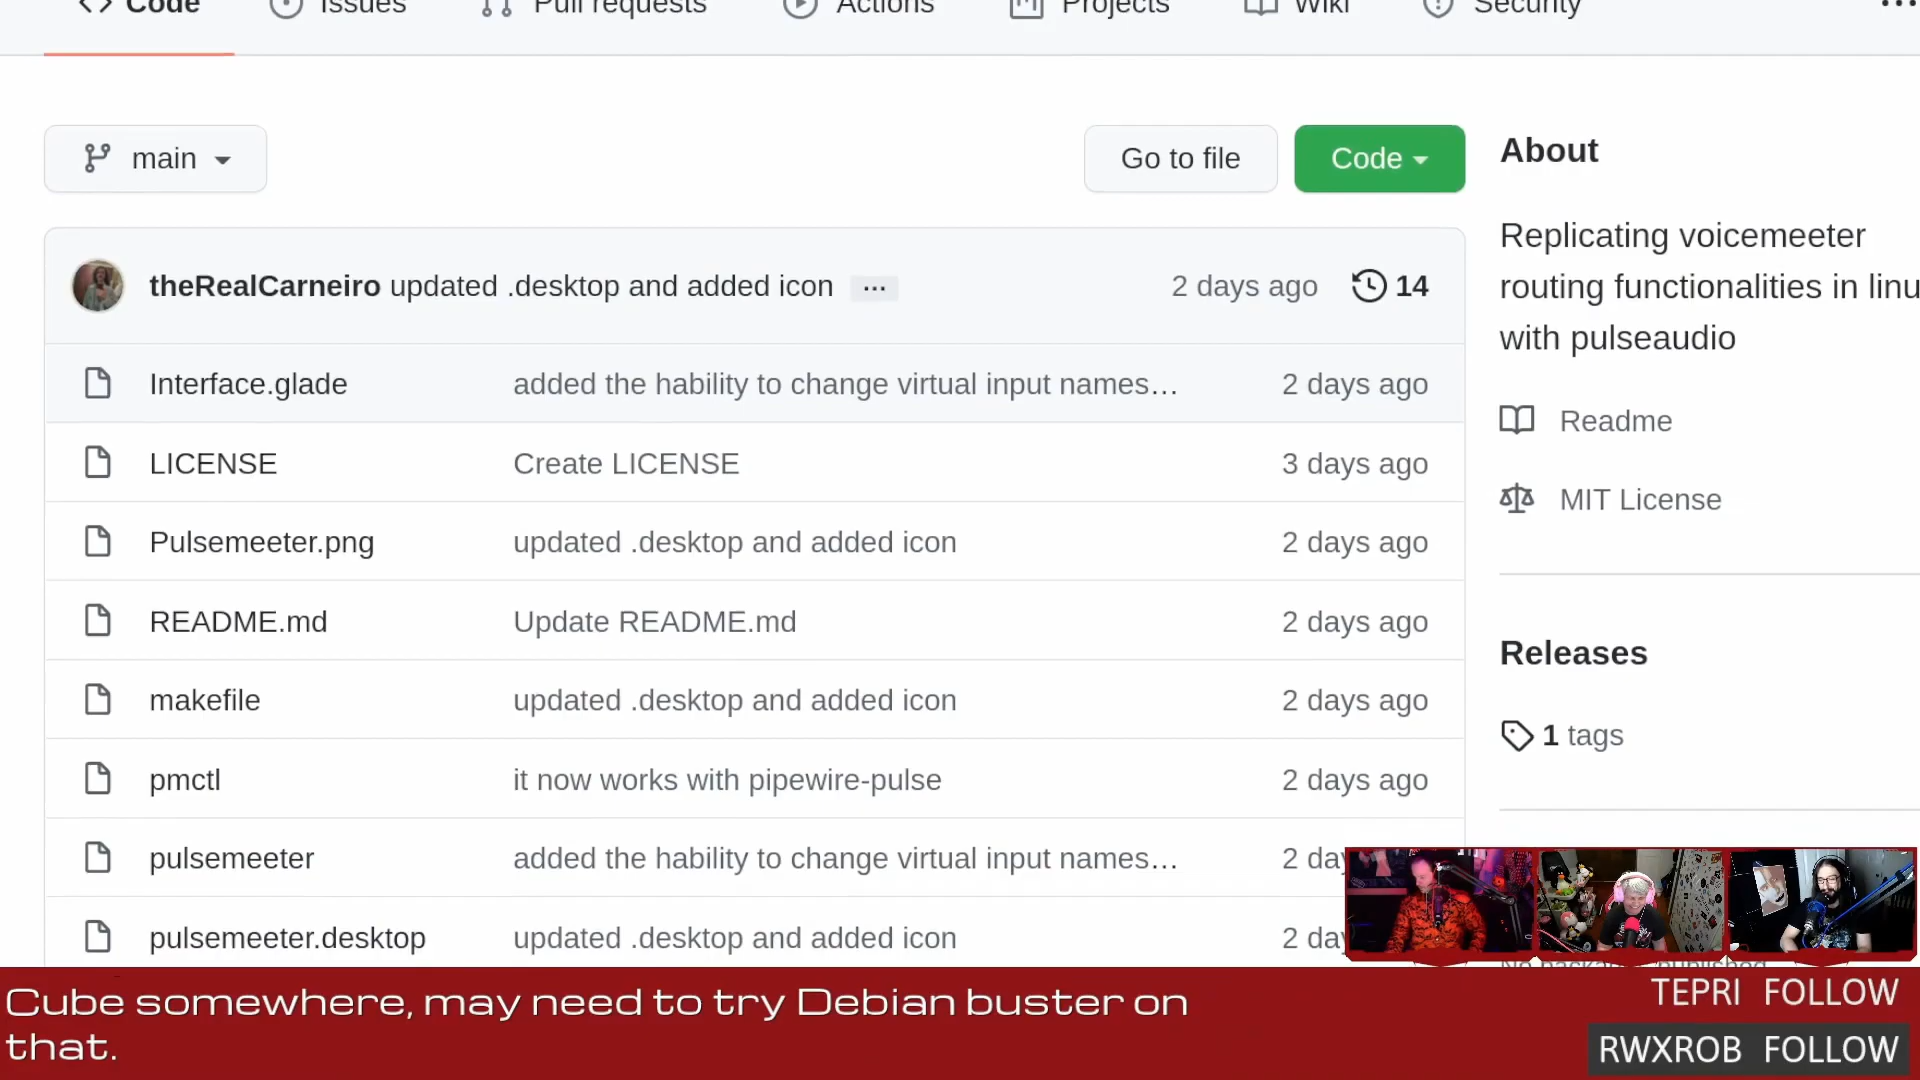 Code Issues Pull requests Actions Projects Wiki Security
main
Go to file
Code
About
Replicating voicemeeter
routing functionalities in linu
with pulseaudio
theRealCarneiro updated .desktop and added icon ... 2 days ago 14
Interface.glade added the hability to change virtual input names... 2 days ago
LICENSE Create LICENSE 3 days ago
Pulsemeeter.png updated .desktop and added icon 2 days ago
README.md Update README.md 2 days ago
makefile updated .desktop and added icon 2 days ago
pmctl it now works with pipewire-pulse 2 days ago
pulsemeeter added the hability to change virtual input names... 2 da
pulsemeeter.desktop updated .desktop and added icon 2 da
Readme
MIT License
Releases
1 tags
Cube somewhere, may need to try Debian buster on
that.
TEPRI FOLLOW
RWXROB FOLLOW